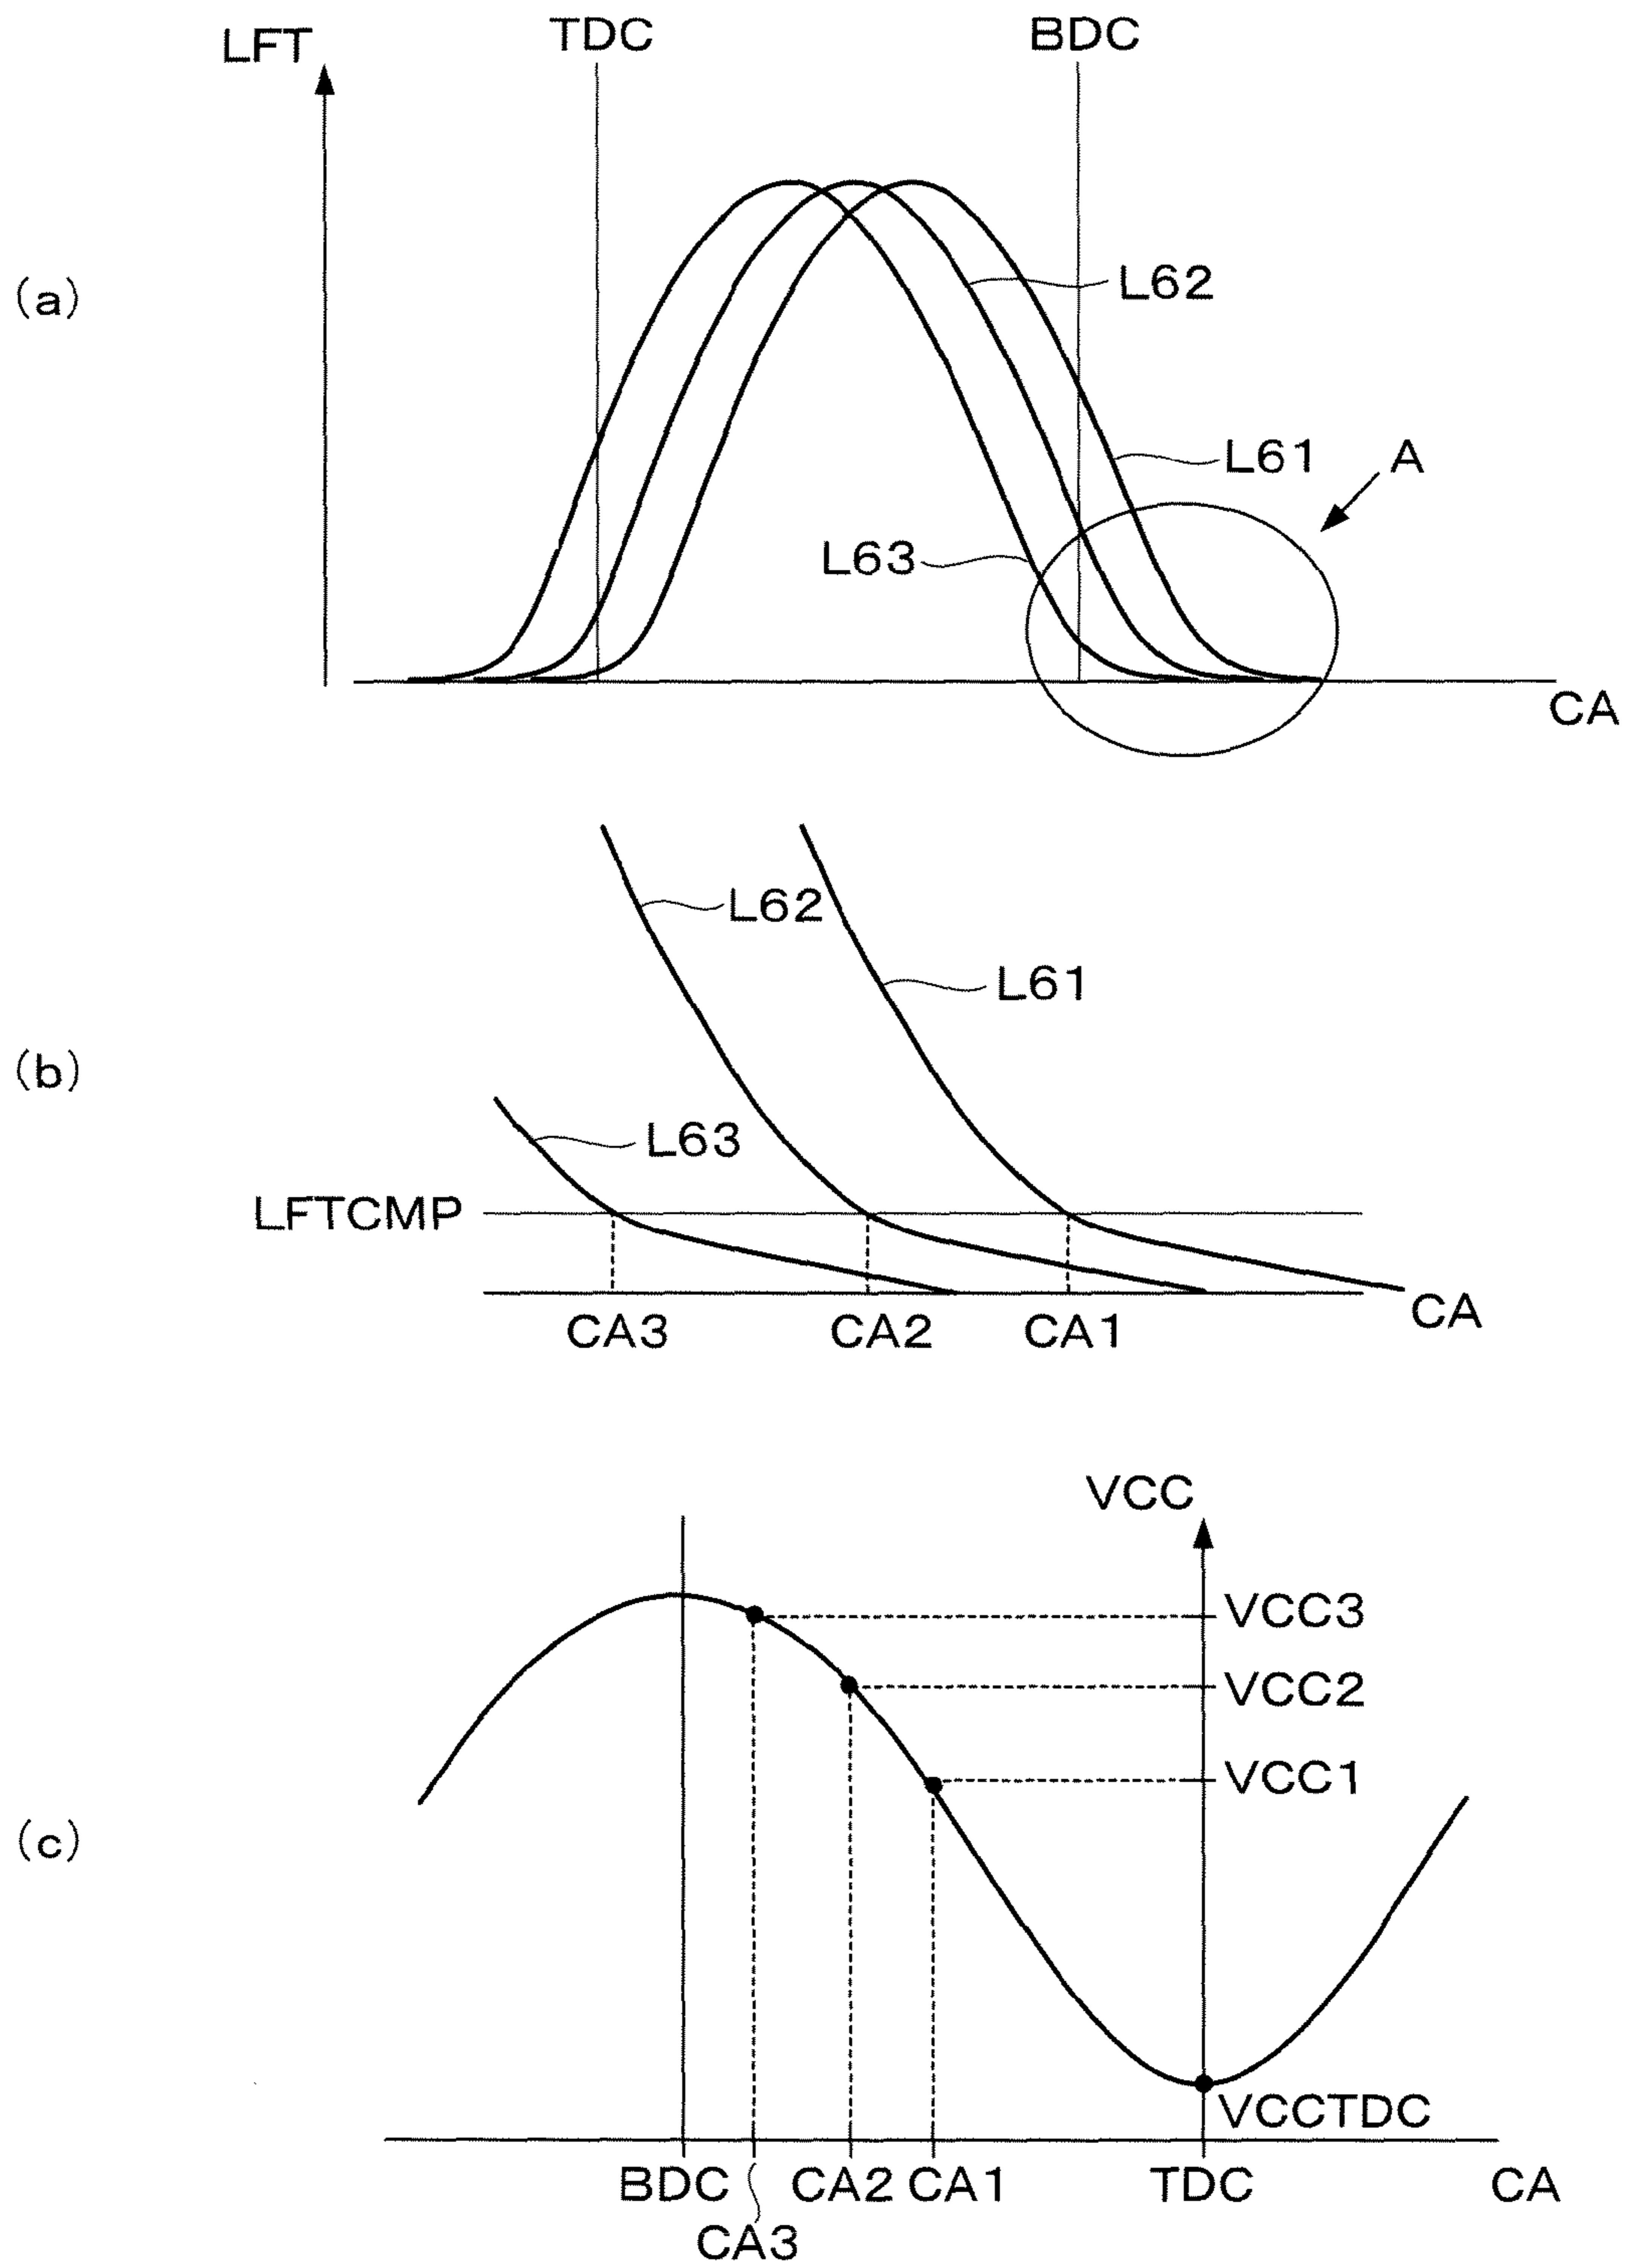 LFT
TDC
BDC
(a)
L62
L61
A
L63
CA
(b)
L62
L61
L63
LFTCMP
CA
CA3
CA2
CA1
(c)
VCC
VCC3
VCC2
VCC1
VCCTDC
BDC
CA3
CA2
CA1
TDC
CA